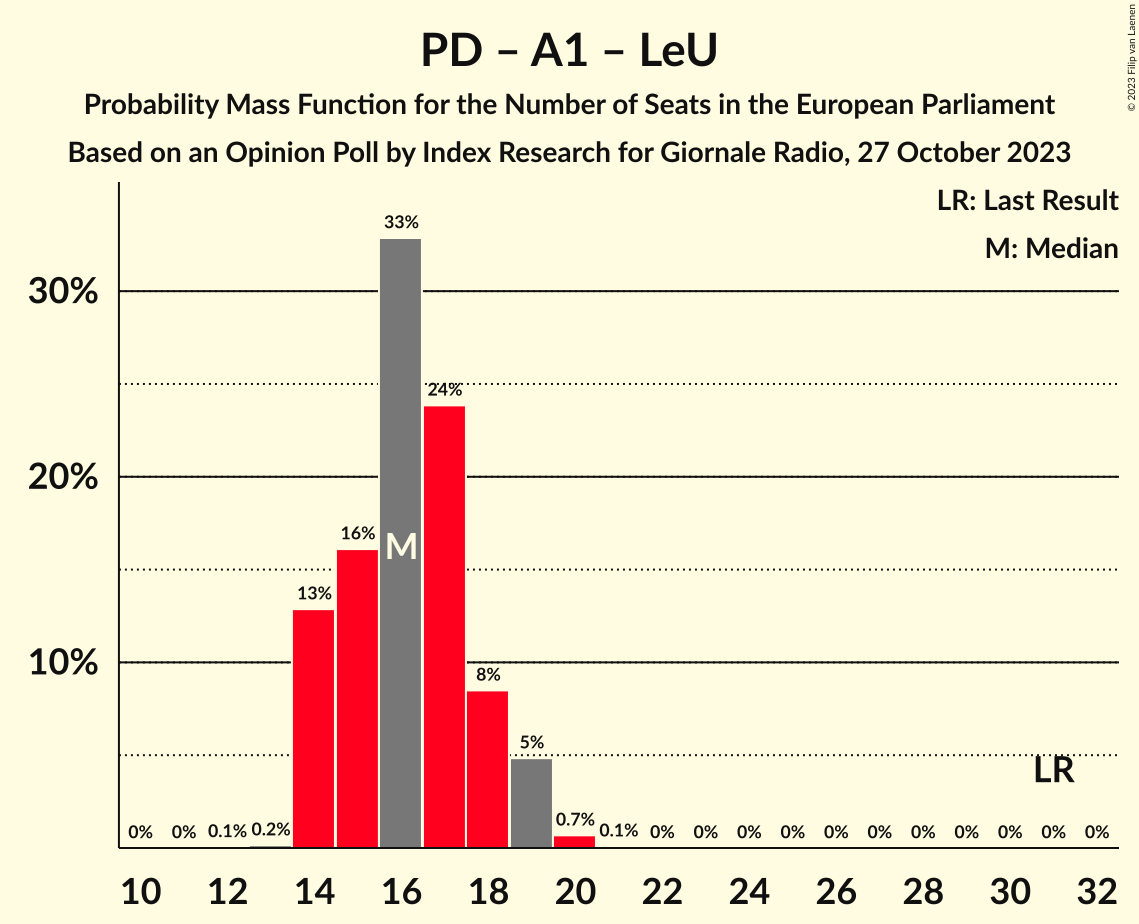 PD – A1 – LeU
Probability Mass Function for the Number of Seats in the European Parliament
Based on an Opinion Poll by Index Research for Giornale Radio, 27 October 2023
© 2023 Filip van Laenen
LR: Last Result
M: Median
30%
20%
10%
0% 0% 0.1% 0.2% 13% 16% 33% 24% 8% 5% 0.7% 0.1% 0% 0% 0% 0% 0% 0% 0% 0% 0% 0% 0%
M
LR
10 12 14 16 18 20 22 24 26 28 30 32